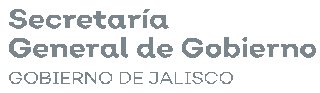 Secretaría
General de Gobierno
GOBIERNO DE JALISCO